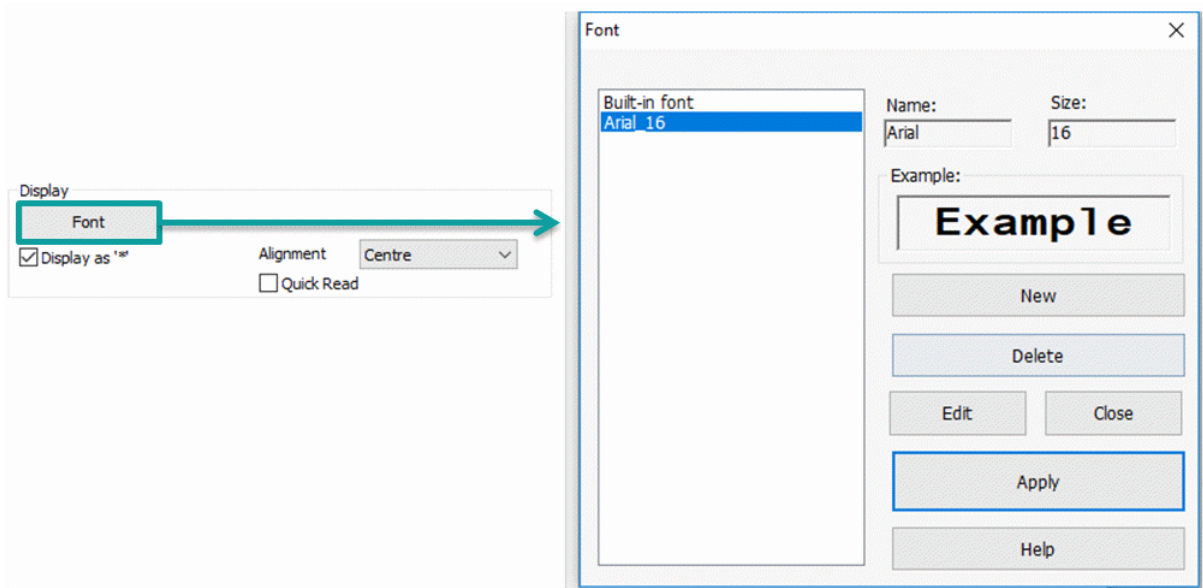 Display
Font
Display as '*'
Alignment
Centre
Quick Read
Font
Built-in font
Arial_16
Name:
Size:
Arial
16
Example:
Example
New
Delete
Edit
Close
Apply
Help